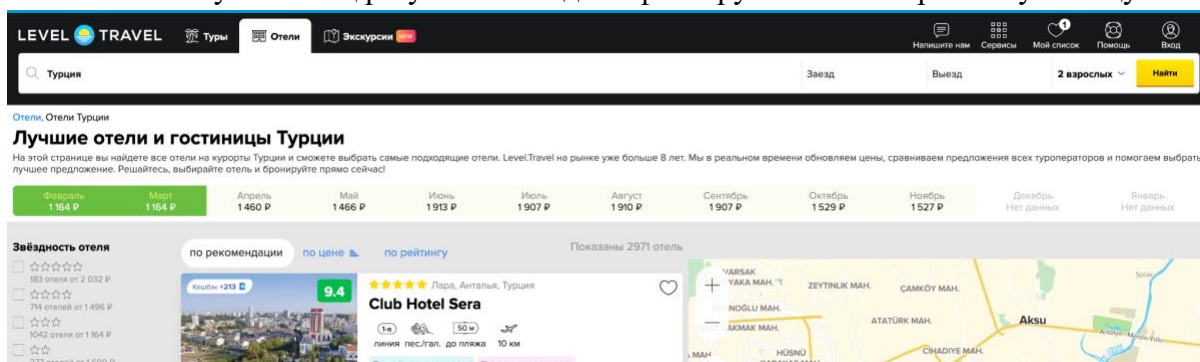 LEVEL TRAVEL Туры Отели Экскурсии NEW Напишите нам Сервисы Мой список 1 Помощь Вход
Турция Заезд Выезд 2 взрослых Найти
Отели, Отели Турции
Лучшие отели и гостиницы Турции
На этой странице вы найдете все отели на курорты Турции и сможете выбрать самые подходящие отели. Level.Travel на рынке уже больше 8 лет. Мы в реальном времени обновляем цены, сравниваем предложения всех туроператоров и помогаем выбрать
лучшее предложение. Решайтесь, выбирайте отель и бронируйте прямо сейчас!
Февраль Март Апрель Май Июнь Июль Август Сентябрь Октябрь Ноябрь Декабрь Январь
1 164 ₽ 1 164 ₽ 1 460 ₽ 1 466 ₽ 1 913 ₽ 1 907 ₽ 1 910 ₽ 1 907 ₽ 1 529 ₽ 1 527 ₽ Нет данных Нет данных
Звёздность отеля
по рекомендации по цене по рейтингу Показаны 2971 отель
183 отеля от 2 032 ₽
714 отелей от 1 496 ₽
1042 отеля от 1 164 ₽
Кешбэк +213
9.4
Лара, Анталья, Турция
Club Hotel Sera
1-я 50 м
линия пес./гал. до пляжа 10 км
VARSAK
YAKA MAH.
ZEYTINLIK MAH.
ÇAMKÖY MAH.
NOĞLU MAH.
AKMAK MAH.
ATATÜRK MAH.
Aksu
MAH
HÜSNÜ
CIHADIYE MAH.